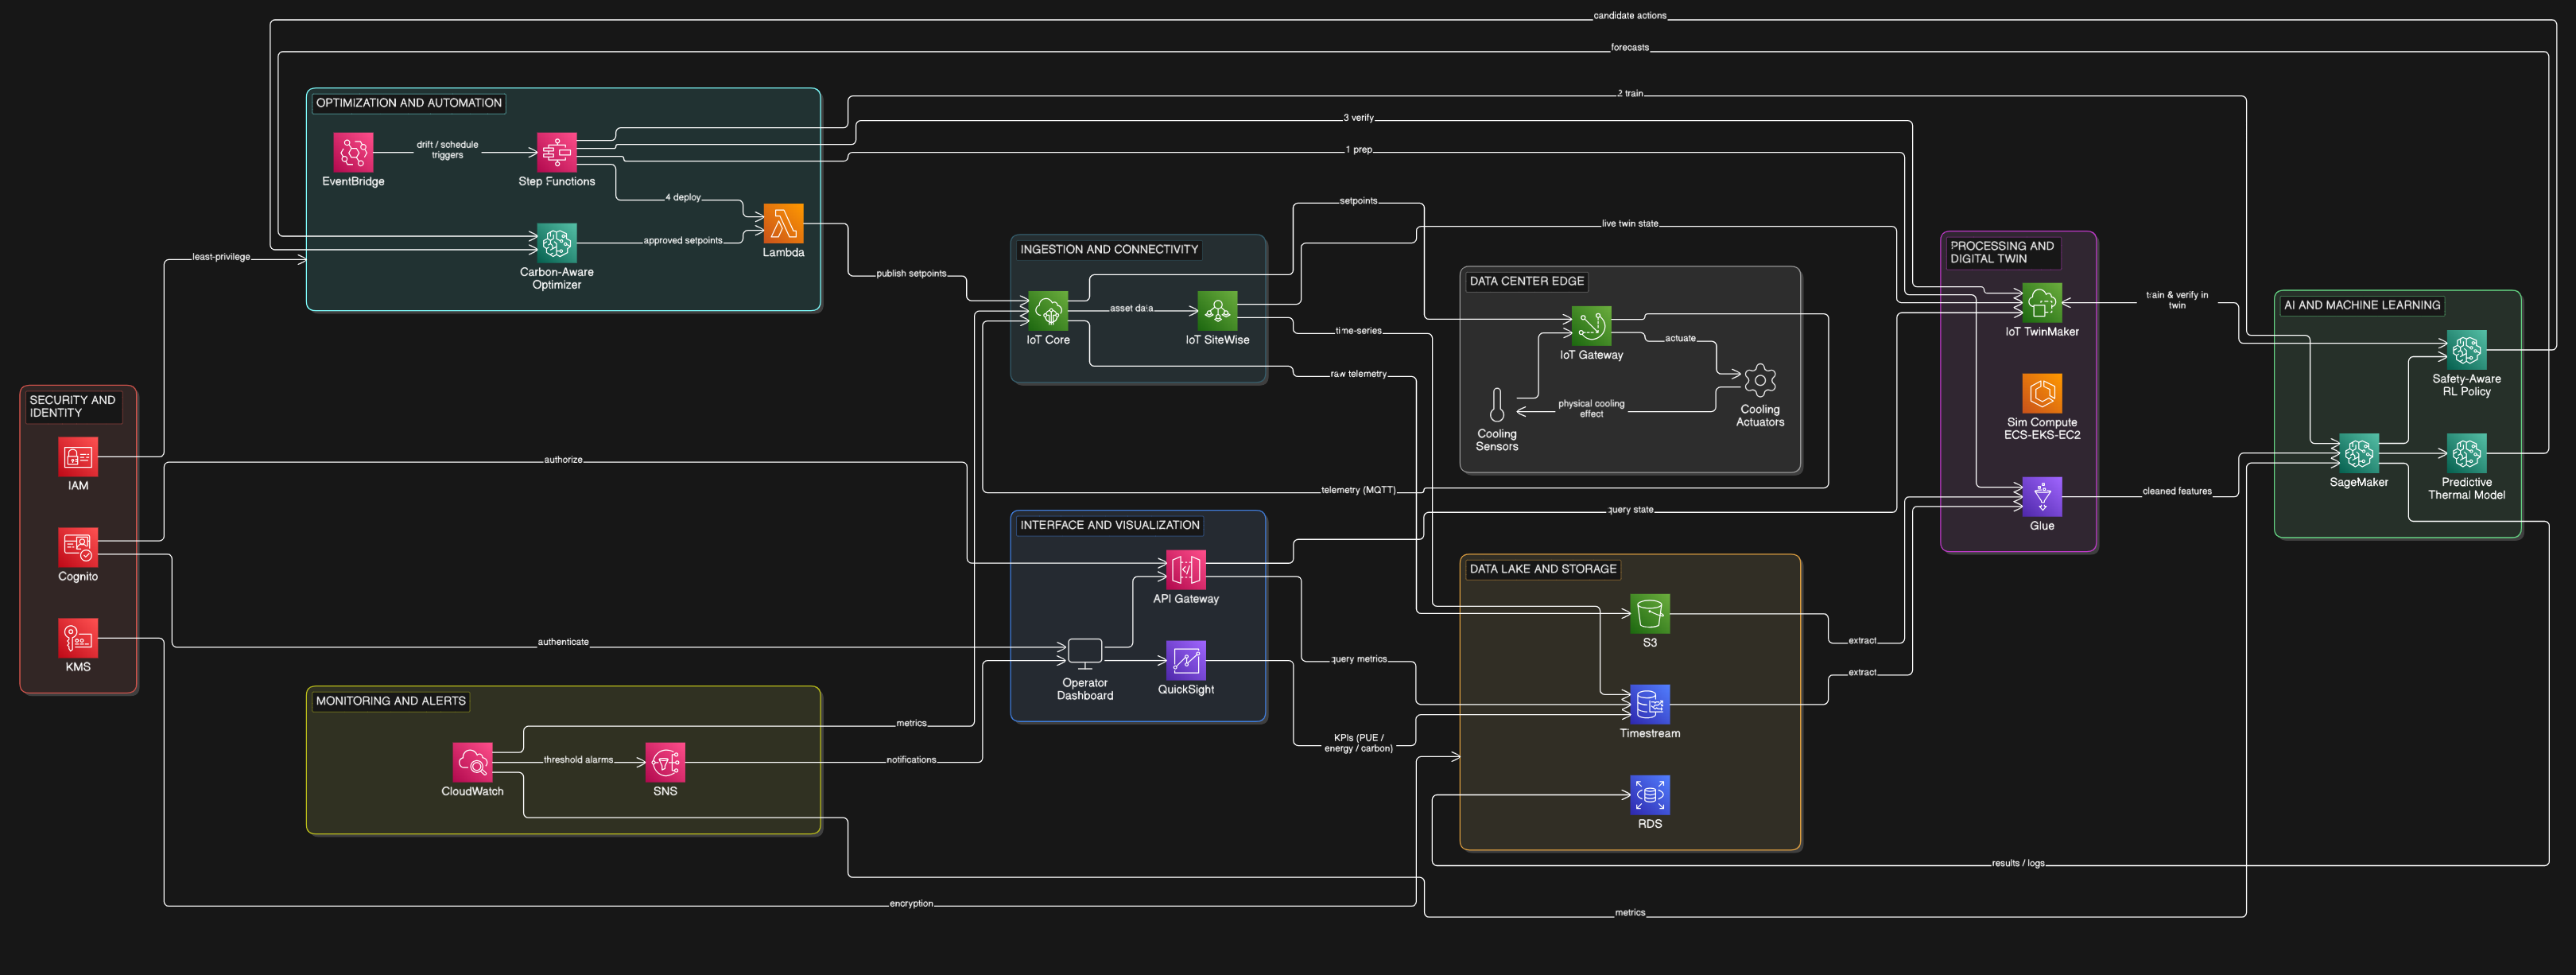 candidate actions
forecasts
2 train
3 verify
1 prep
OPTIMIZATION AND AUTOMATION
EventBridge
drift / schedule
triggers
Step Functions
4 deploy
Carbon-Aware
Optimizer
approved setpoints
Lambda
least-privilege
publish setpoints
INGESTION AND CONNECTIVITY
IoT Core
asset data
IoT SiteWise
setpoints
live twin state
time-series
raw telemetry
DATA CENTER EDGE
IoT Gateway
actuate
physical cooling
effect
Cooling
Sensors
Cooling
Actuators
telemetry (MQTT)
query state
PROCESSING AND
DIGITAL TWIN
IoT TwinMaker
Sim Compute
ECS-EKS-EC2
Glue
train & verify in
twin
cleaned features
AI AND MACHINE LEARNING
Safety-Aware
RL Policy
SageMaker
Predictive
Thermal Model
SECURITY AND
IDENTITY
IAM
Cognito
KMS
authorize
authenticate
INTERFACE AND VISUALIZATION
API Gateway
Operator
Dashboard
QuickSight
query metrics
KPIs (PUE /
energy / carbon)
DATA LAKE AND STORAGE
S3
Timestream
RDS
extract
extract
MONITORING AND ALERTS
CloudWatch
threshold alarms
SNS
metrics
notifications
results / logs
encryption
metrics